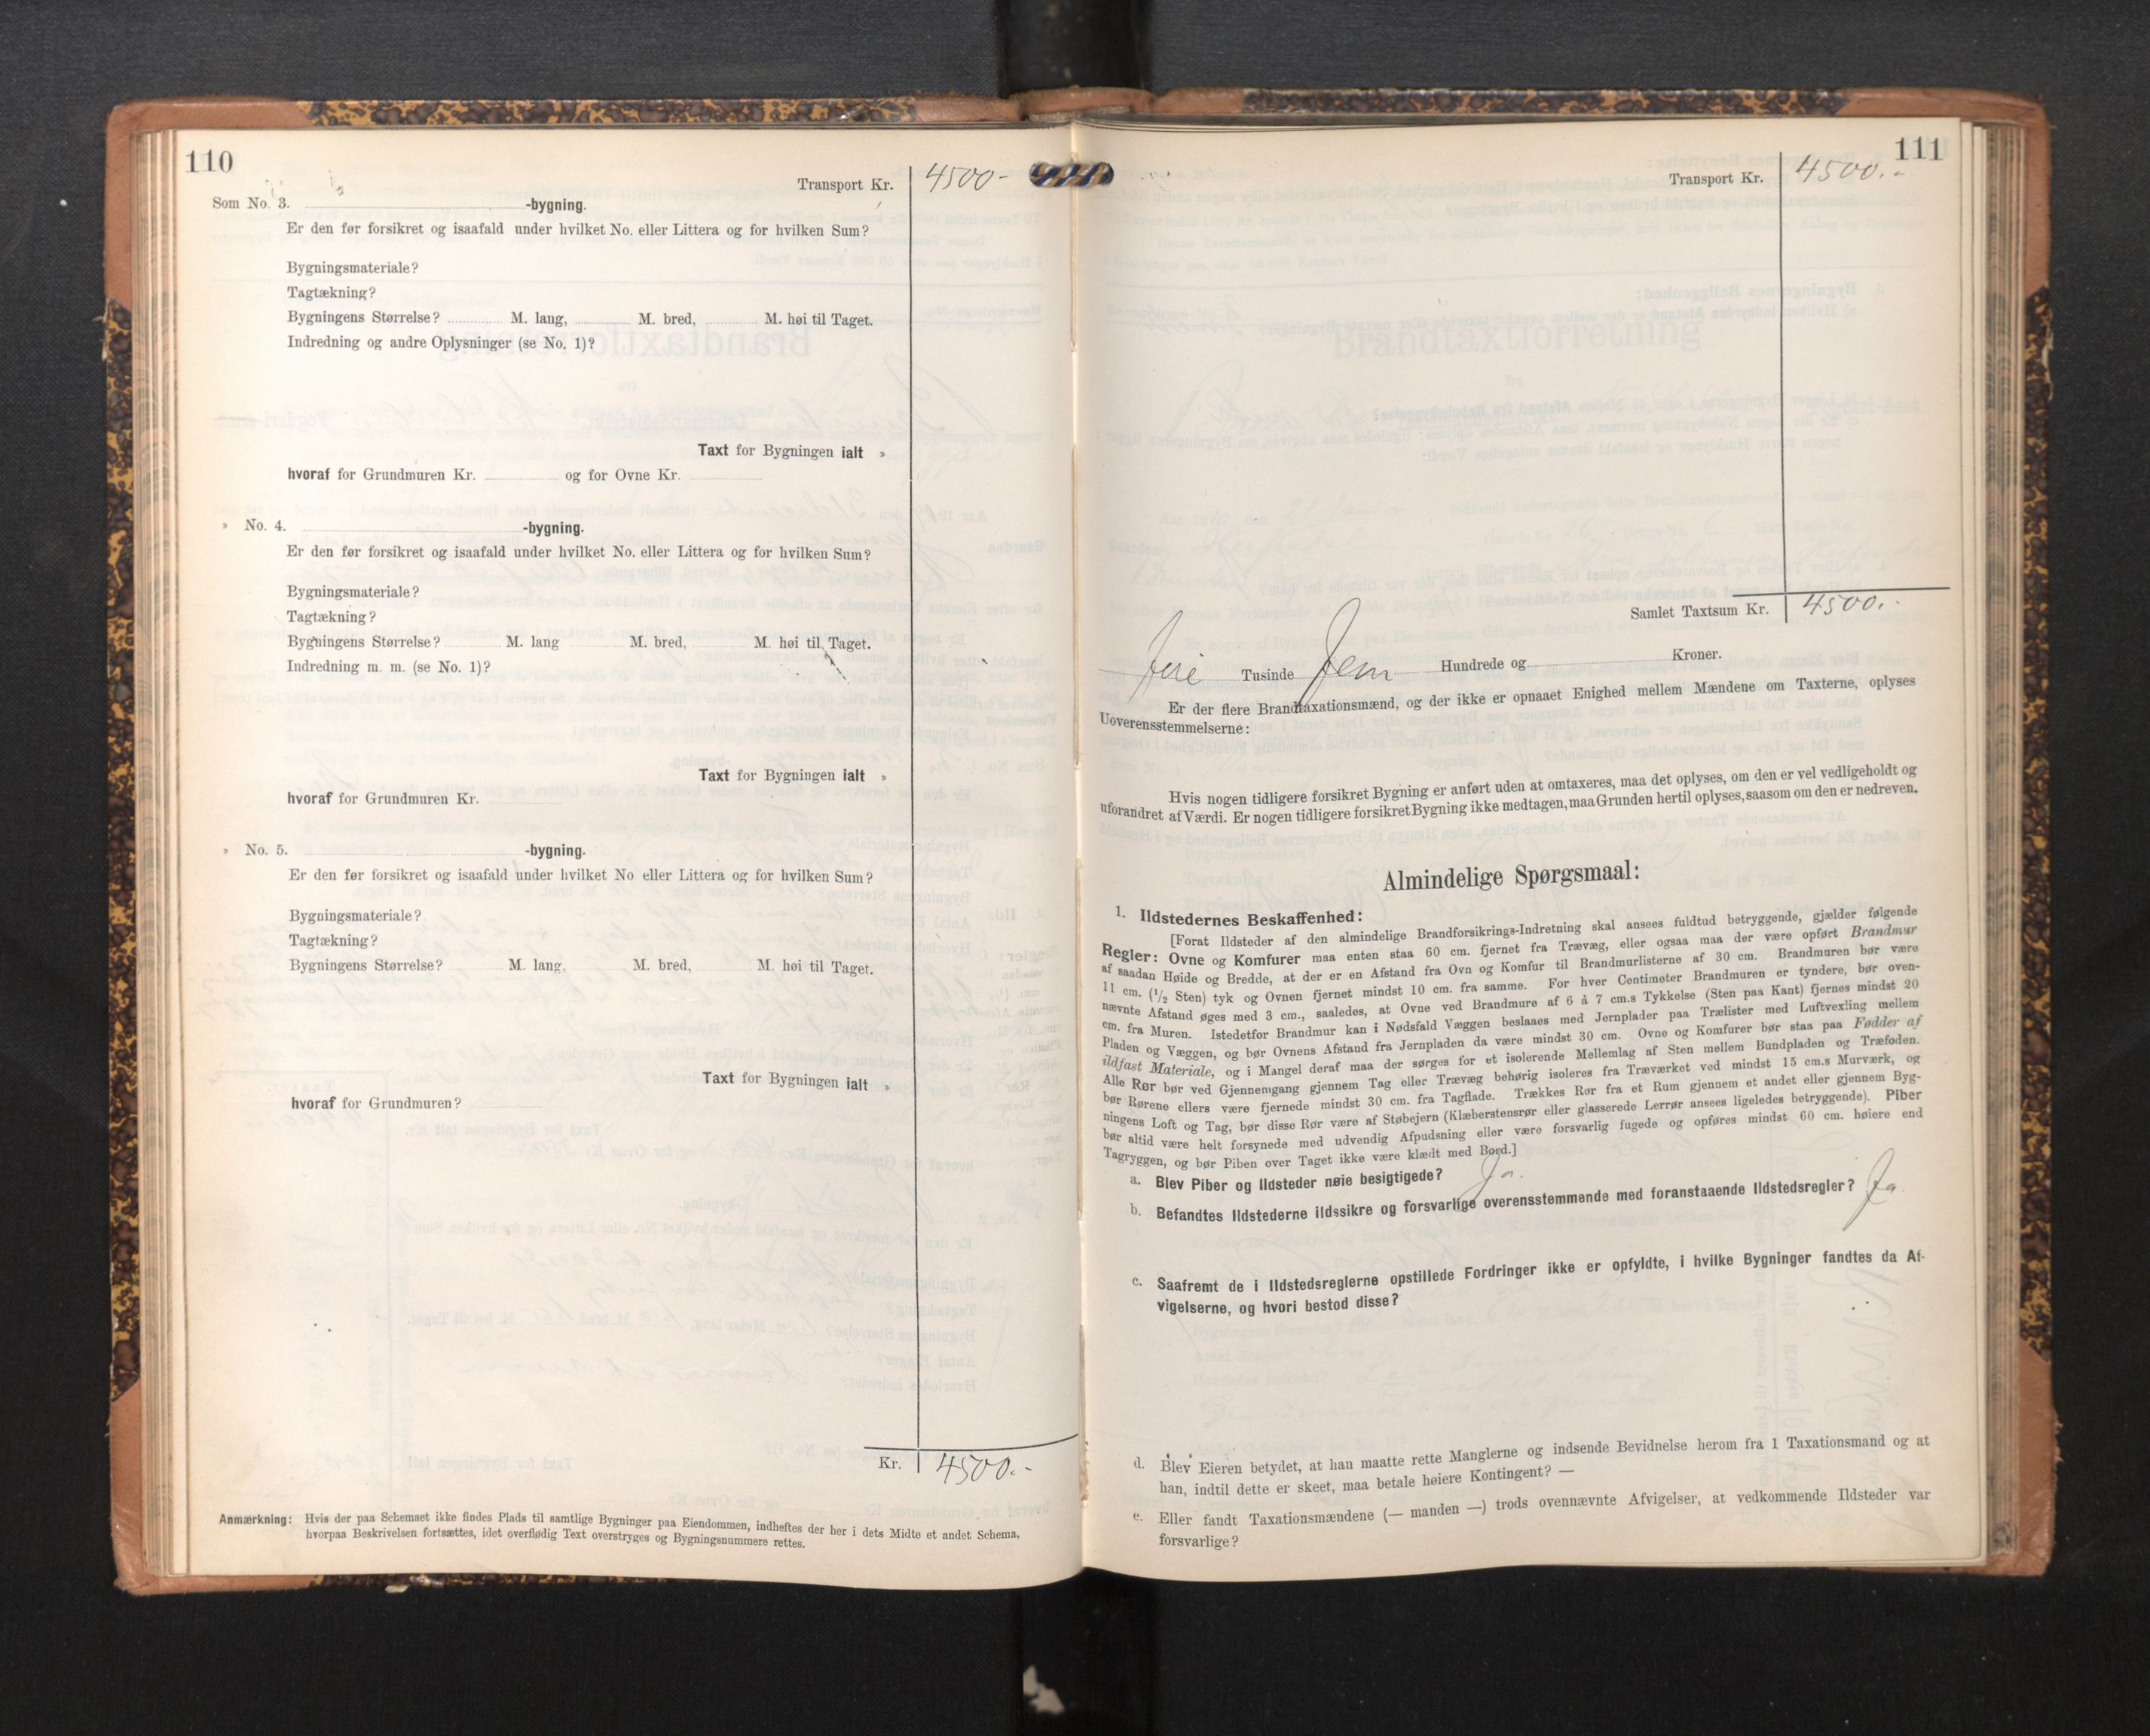 110
Transport Kr. 4500-
Som No. 3. -bygning.
Er den før forsikret og isaafald under hvilket No. eller Littera og for hvilken Sum?
Bygningsmateriale?
Tagtækning?
Bygningens Størrelse? M. lang, M. bred, M. høi til Taget.
Indredning og andre Oplysninger (se No. 1)?
Taxt for Bygningen ialt »
hvoraf for Grundmuren Kr. og for Ovne Kr.
» No. 4. -bygning.
Er den før forsikret og isaafald under hvilket No. eller Littera og for hvilken Sum?
Bygningsmateriale?
Tagtækning?
Bygningens Størrelse? M. lang M. bred, M. høi til Taget.
Indredning m. m. (se No. 1)?
Taxt for Bygningen ialt »
hvoraf for Grundmuren Kr.
» No. 5. -bygning.
Er den før forsikret og isaafald under hvilket No eller Littera og for hvilken Sum?
Bygningsmateriale?
Tagtækning?
Bygningens Størrelse? M. lang, M. bred, M. høi til Taget.
Taxt for Bygningen ialt »
hvoraf for Grundmuren?
Kr. 4500.-
Anmærkning: Hvis der paa Schemaet ikke findes Plads til samtlige Bygninger paa Eiendommen, indheftes der her i dets Midte et andet Schema,
hvorpaa Beskrivelsen fortsættes, idet overflødig Text overstryges og Bygningsnummere rettes.
111
Transport Kr. 4500.-
Samlet Taxtsum Kr. 4500.-
Fire Tusinde Fem Hundrede og Kroner.
Er der flere Brandtaxationsmænd, og der ikke er opnaaet Enighed mellem Mændene om Taxterne, oplyses
Uoverensstemmelserne:
Hvis nogen tidligere forsikret Bygning er anført uden at omtaxeres, maa det oplyses, om den er vel vedligeholdt og
uforandret af Værdi. Er nogen tidligere forsikret Bygning ikke medtagen, maa Grunden hertil oplyses, saasom om den er nedreven.
Almindelige Spørgsmaal:
1. Ildstedernes Beskaffenhed:
[Forat Ildsteder af den almindelige Brandforsikrings-Indretning skal ansees fuldtud betryggende, gjælder følgende
Regler: Ovne og Komfurer maa enten staa 60 cm. fjernet fra Trævæg, eller ogsaa maa der være opført Brandmur
af saadan Høide og Bredde, at der er en Afstand fra Ovn og Komfur til Brandmurlisterne af 30 cm. Brandmuren bør være
11 cm. (1/2 Sten) tyk og Ovnen fjernet mindst 10 cm. fra samme. For hver Centimeter Brandmuren er tyndere, bør oven-
nævnte Afstand øges med 3 cm., saaledes, at Ovne ved Brandmure af 6 à 7 cm.s Tykkelse (Sten paa Kant) fjernes mindst 20
cm. fra Muren. Istedetfor Brandmur kan i Nødsfald Væggen beslaaes med Jernplader paa Trælister med Luftvexling mellem
Pladen og Væggen, og bør Ovnens Afstand fra Jernpladen da være mindst 30 cm. Ovne og Komfurer bør staa paa Fødder af
ildfast Materiale, og i Mangel deraf maa der sørges for et isolerende Mellemlag af Sten mellem Bundpladen og Træfoden.
Alle Rør bør ved Gjennemgang gjennem Tag eller Trævæg behørig isoleres fra Træværket ved mindst 15 cm.s Murværk, og
bør Rørene ellers være fjernede mindst 30 cm. fra Tagflade. Trækkes Rør fra et Rum gjennem et andet eller gjennem Byg-
ningens Loft og Tag, bør disse Rør være af Støbejern (Klæberstensrør eller glasserede Lerrør ansees ligeledes betryggende). Piber
bør altid være helt forsynede med udvendig Afpudsning eller være forsvarlig fugede og opføres mindst 60 cm. høiere end
Tagryggen, og bør Piben over Taget ikke være klædt med Bord.]
a. Blev Piber og Ildsteder nøie besigtigede? Ja.
b. Befandtes Ildstederne ildssikre og forsvarlige overensstemmende med foranstaaende Ildstedsregler? Ja
c. Saafremt de i Ildstedsreglerne opstillede Fordringer ikke er opfyldte, i hvilke Bygninger fandtes da Af-
vigelserne, og hvori bestod disse?
d. Blev Eieren betydet, at han maatte rette Manglerne og indsende Bevidnelse herom fra 1 Taxationsmand og at
han, indtil dette er skeet, maa betale høiere Kontingent? —
e. Eller fandt Taxationsmændene (— manden —) trods ovennævnte Afvigelser, at vedkommende Ildsteder var
forsvarlige?